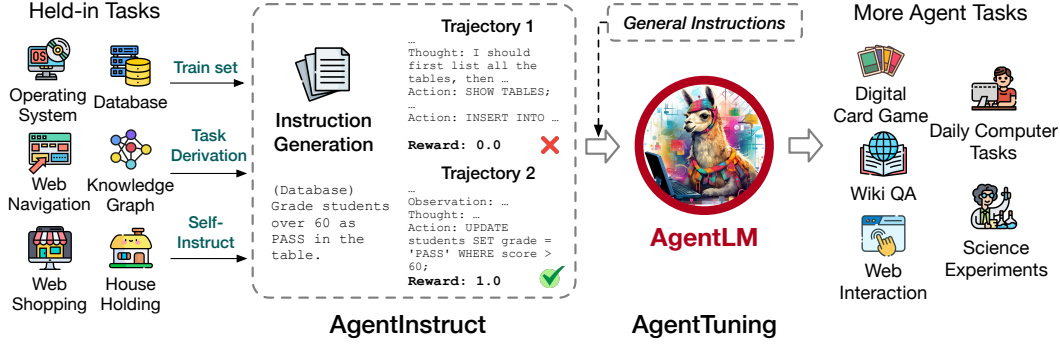 Held-in Tasks
OS
Operating
System
Database
Web
Navigation
Knowledge
Graph
Web
Shopping
House
Holding
Train set
Task
Derivation
Self-
Instruct
Instruction
Generation
(Database)
Grade students
over 60 as
PASS in the
table.
Trajectory 1
…
Thought: I should
first list all the
tables, then …
Action: SHOW TABLES;
…
Action: INSERT INTO …
Reward: 0.0
Trajectory 2
…
Observation: …
Thought: …
Action: UPDATE
students SET grade =
'PASS' WHERE score >
60;
Reward: 1.0
AgentInstruct
General Instructions
AgentLM
AgentTuning
More Agent Tasks
Digital
Card Game
Daily Computer
Tasks
Wiki QA
Science
Experiments
Web
Interaction